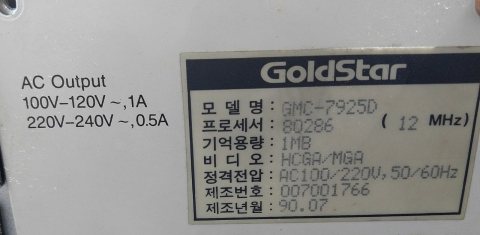 AC Output
100V-120V ~,1A
220V-240V ~,0.5A
GoldStar
모 델 명 : GMC-7925D
프로세서 : 80286 ( 12 MHz)
기억용량 : 1MB
비 디 오 : HCGA/MGA
정격전압 : AC100/220V,50/60Hz
제조번호 : 007001766
제조년월 : 90.07